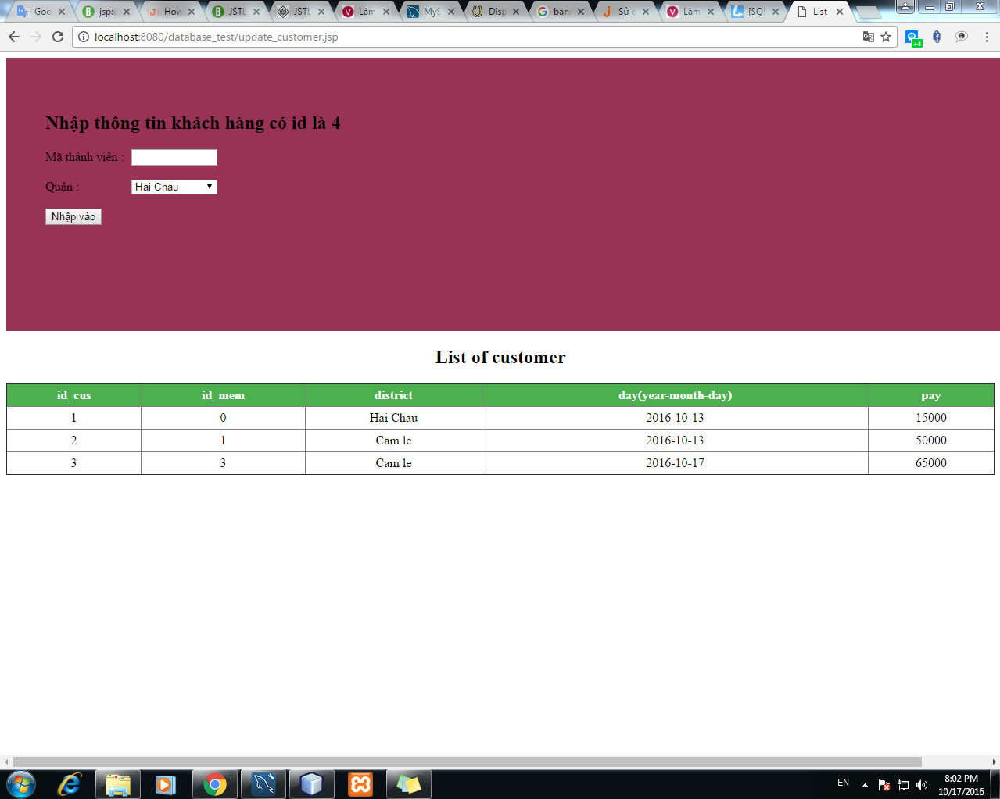 Goo jsp:u How JSTL JSTL Làm MyS Disp ban Sử d Làm [SQ List
localhost:8080/database_test/update_customer.jsp
+4
Nhập thông tin khách hàng có id là 4
Mã thành viên :
Quận : Hai Chau
Nhập vào
List of customer
id_cus id_mem district day(year-month-day) pay
1 0 Hai Chau 2016-10-13 15000
2 1 Cam le 2016-10-13 50000
3 3 Cam le 2016-10-17 65000
EN 8:02 PM
10/17/2016